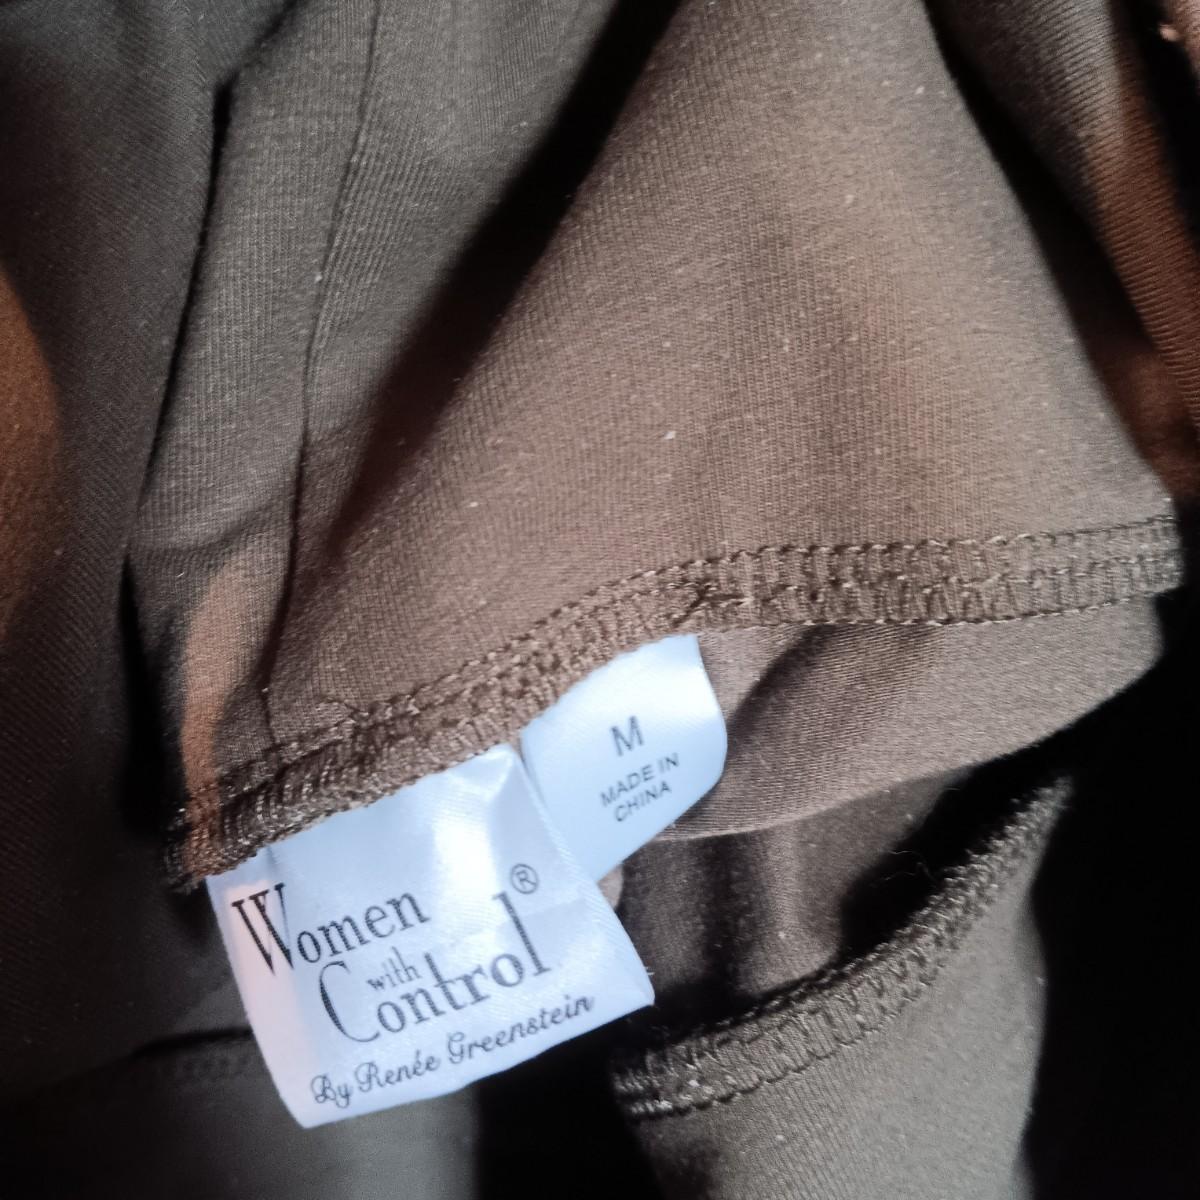 M
MADE IN
CHINA
Women
with
Control®
By Renée Greenstein